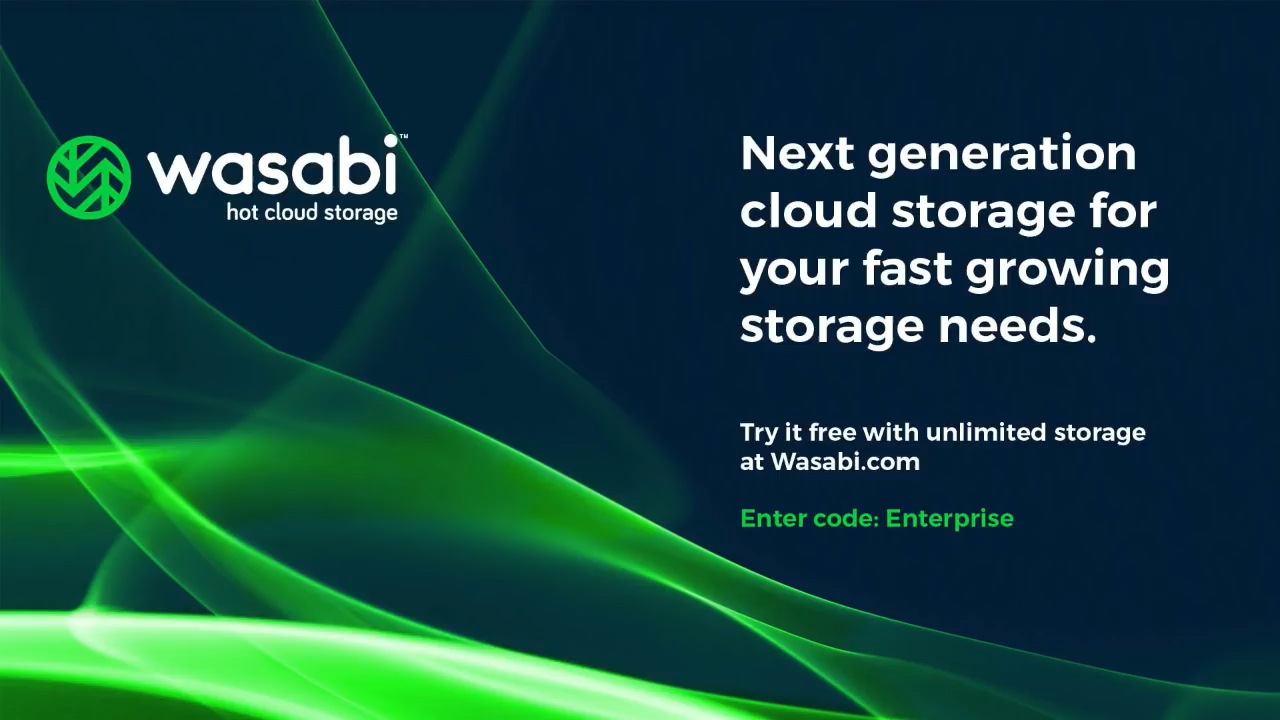 wasabi™
hot cloud storage
Next generation
cloud storage for
your fast growing
storage needs.
Try it free with unlimited storage
at Wasabi.com
Enter code: Enterprise